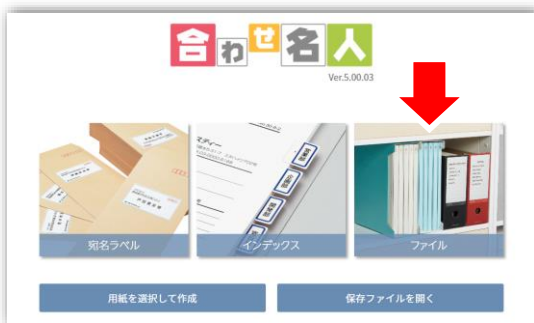 合わせ名人
Ver.5.00.03
宛名ラベル
インデックス
ファイル
用紙を選択して作成
保存ファイルを開く